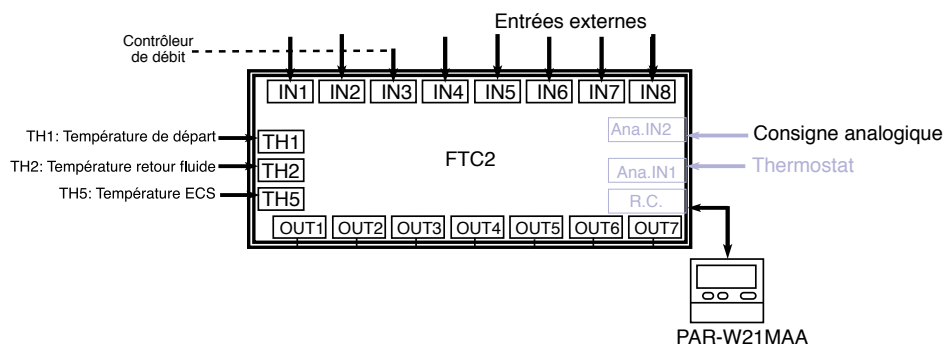 Entrées externes
Contrôleur
de débit
IN1 IN2 IN3 IN4 IN5 IN6 IN7 IN8
TH1: Température de départ
TH1
Ana.IN2
Consigne analogique
TH2: Température retour fluide
TH2
FTC2
Ana.IN1
Thermostat
TH5: Température ECS
TH5
R.C.
OUT1 OUT2 OUT3 OUT4 OUT5 OUT6 OUT7
PAR-W21MAA